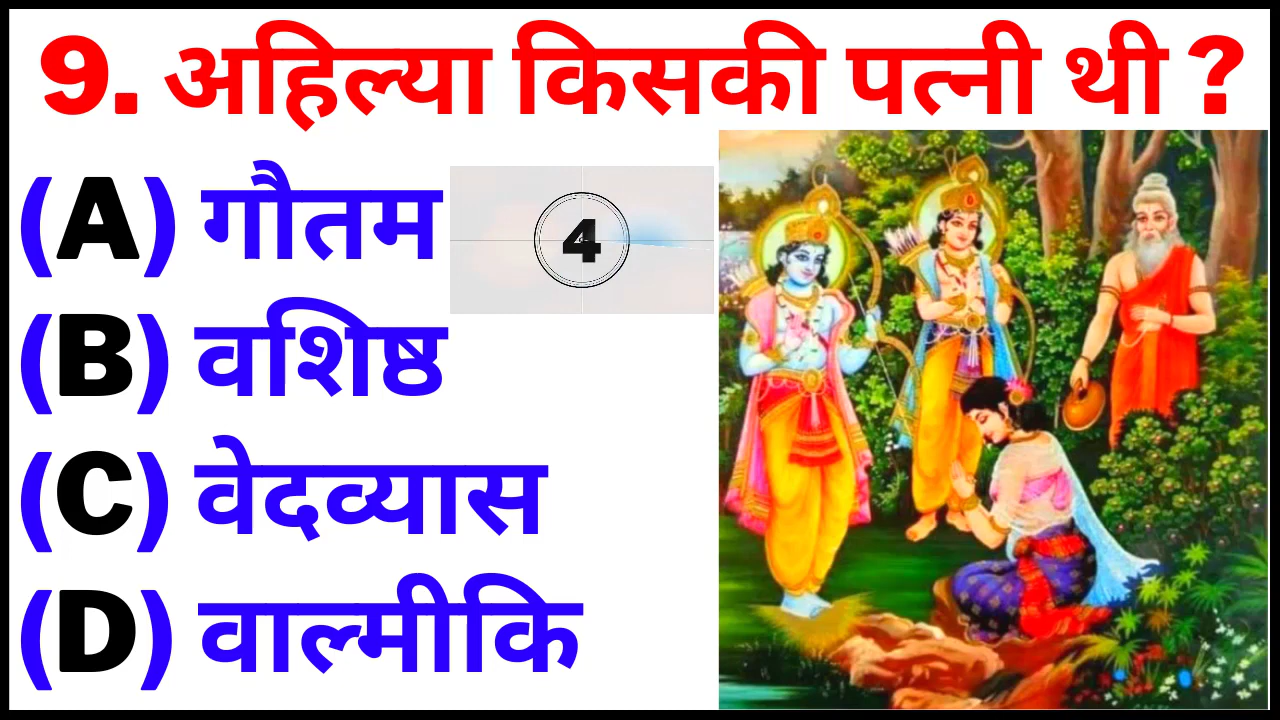 9. अहिल्या किसकी पत्नी थी ?
(A) गौतम
4
(B) वशिष्ठ
(C) वेदव्यास
(D) वाल्मीकि